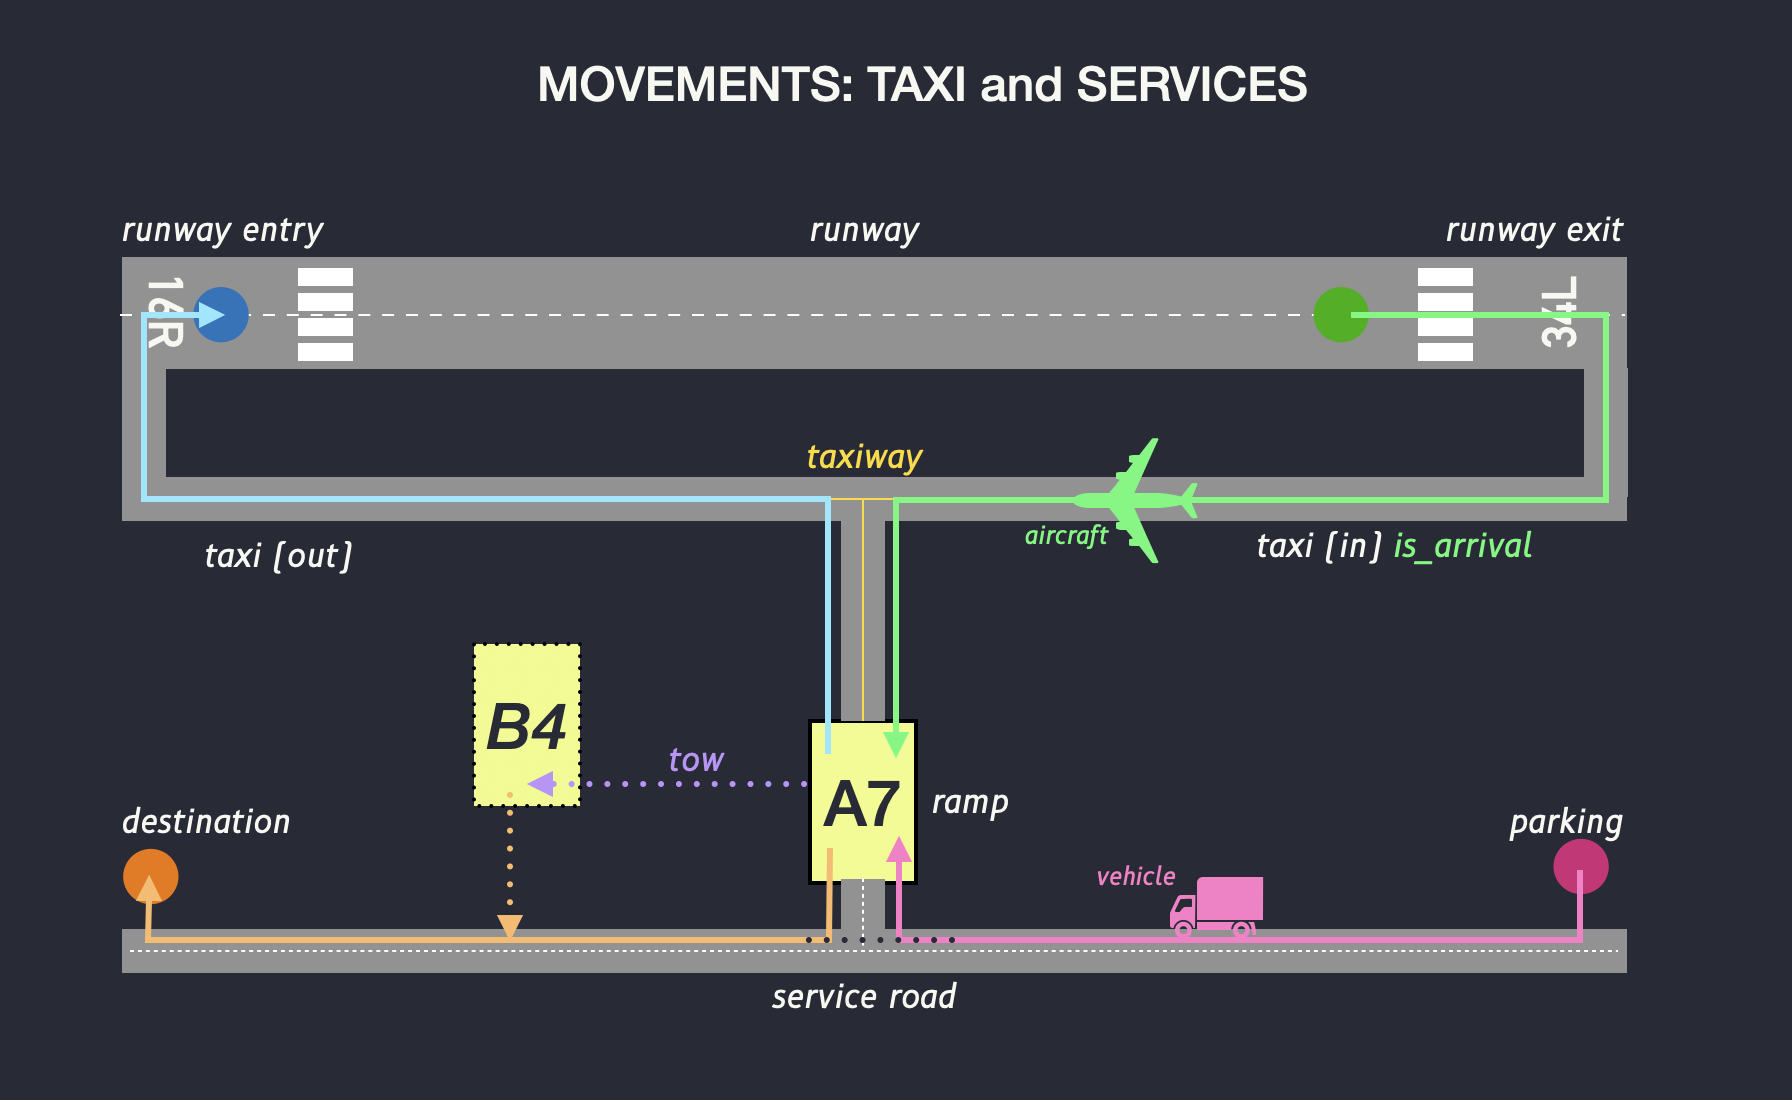 MOVEMENTS: TAXI and SERVICES
runway entry
runway
runway exit
16R
34L
taxiway
aircraft
taxi [out]
taxi [in] is_arrival
B4
tow
A7
ramp
destination
parking
vehicle
service road